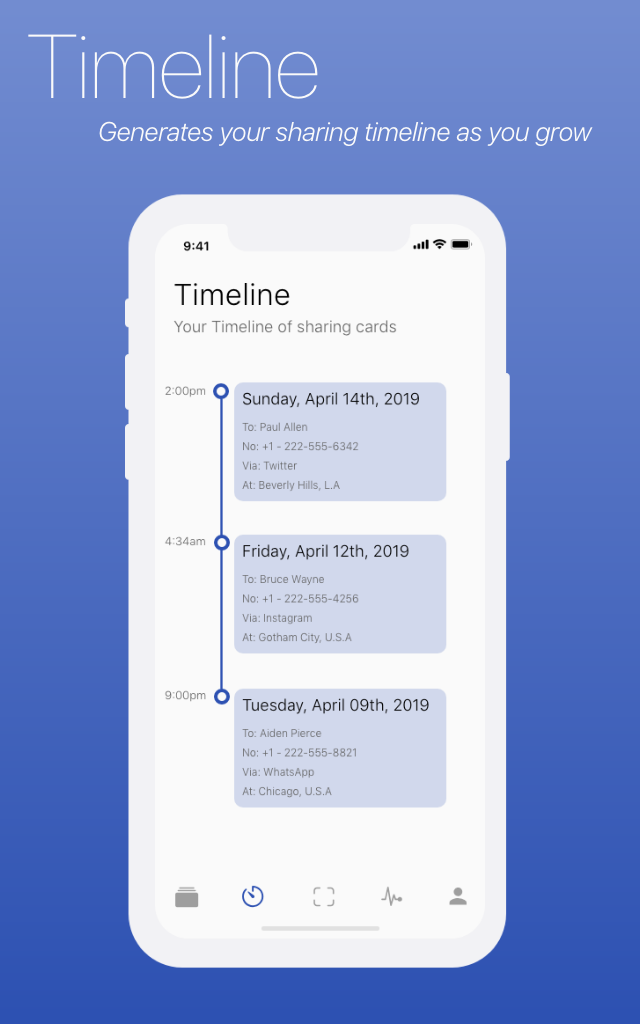 Timeline
Generates your sharing timeline as you grow
9:41
Timeline
Your Timeline of sharing cards
2:00pm
Sunday, April 14th, 2019
To: Paul Allen
No: +1 - 222-555-6342
Via: Twitter
At: Beverly Hills, L.A
4:34am
Friday, April 12th, 2019
To: Bruce Wayne
No: +1 - 222-555-4256
Via: Instagram
At: Gotham City, U.S.A
9:00pm
Tuesday, April 09th, 2019
To: Aiden Pierce
No: +1 - 222-555-8821
Via: WhatsApp
At: Chicago, U.S.A